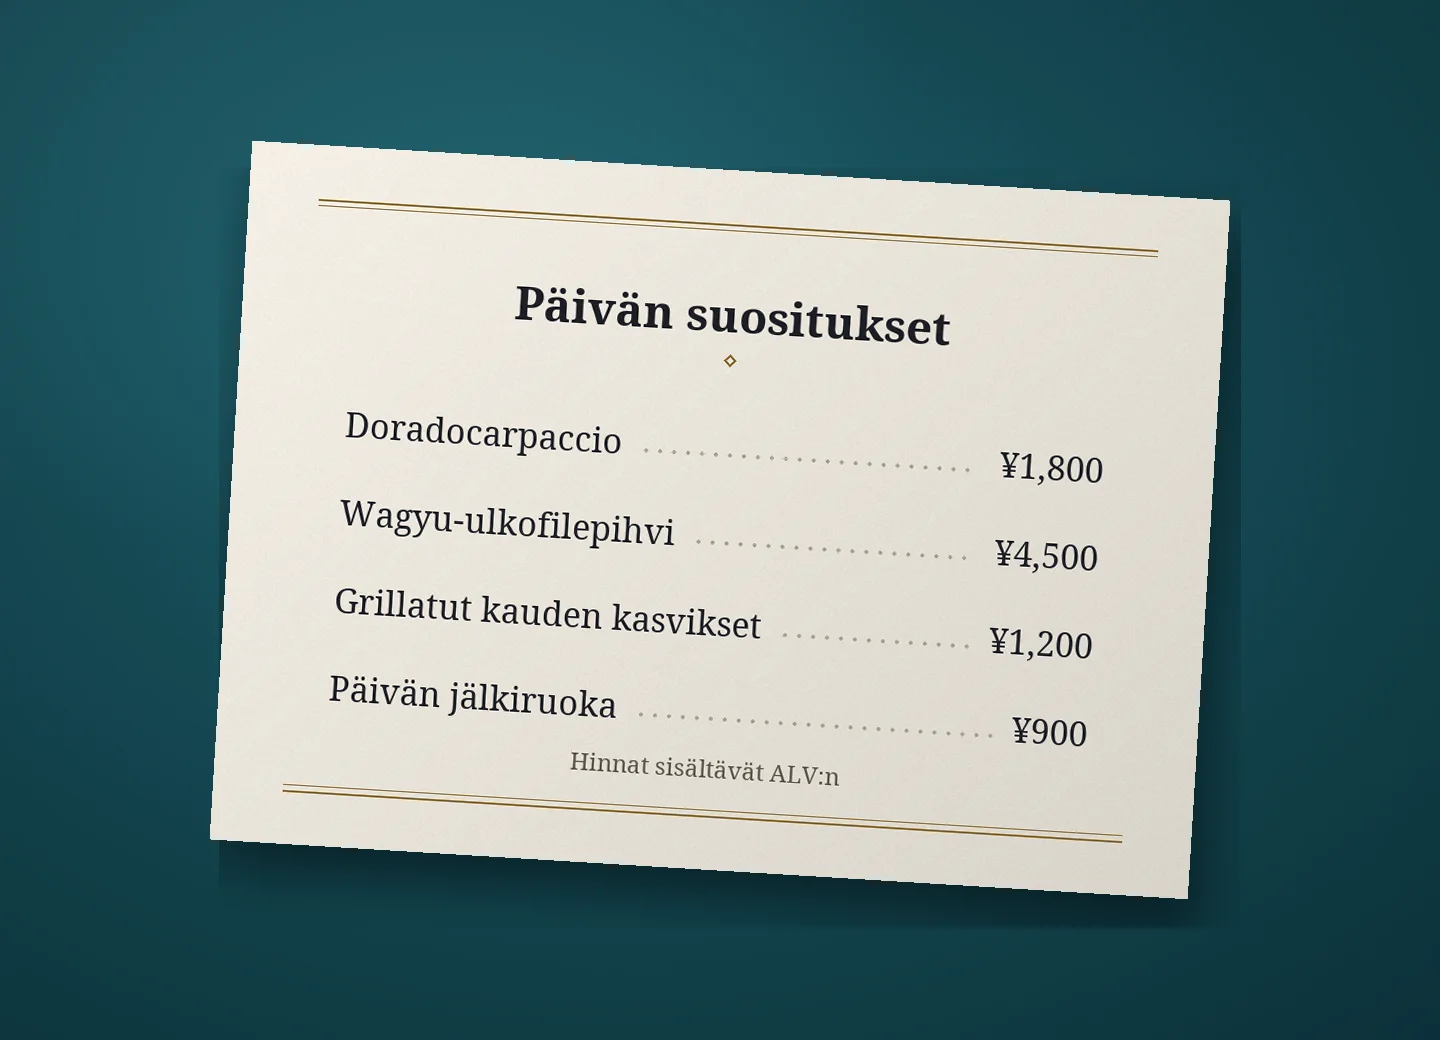 Päivän suositukset
Doradocarpaccio ¥1,800
Wagyu-ulkofilepihvi ¥4,500
Grillatut kauden kasvikset ¥1,200
Päivän jälkiruoka ¥900
Hinnat sisältävät ALV:n